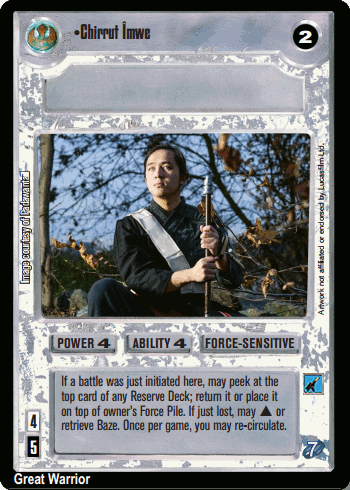 •Chirrut Îmwe
2
Image courtesy of Padawanial
Artwork not affiliated or endorsed by Lucasfilm Ltd.
POWER 4 ABILITY 4 FORCE-SENSITIVE
If a battle was just initiated here, may peek at the
top card of any Reserve Deck; return it or place it
on top of owner's Force Pile. If just lost, may ▲ or
retrieve Baze. Once per game, you may re-circulate.
4
5
7
Great Warrior